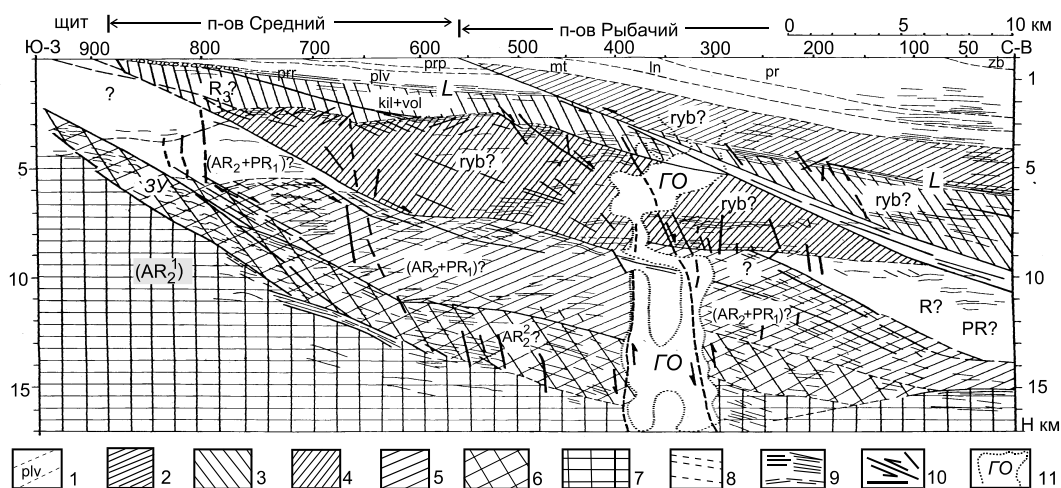 щит п-ов Средний п-ов Рыбачий 0 5 10 км
Ю-З 900 800 700 600 500 400 300 200 100 50 С-В
prr plv prp mt ln pr zb
1 1
? R₃? L
kil+vol
ryb?
5 (AR₂+PR₁)? ryb? ГО L 5
ЗУ ryb? ryb?
(AR₂¹) (AR₂+PR₁)? ?
10 10
R?
(AR₂+PR₁)? PR?
AR₂²?
ГО
15 15
Н км
plv 1 2 3 4 5 6 7 8 9 10 ГО 11